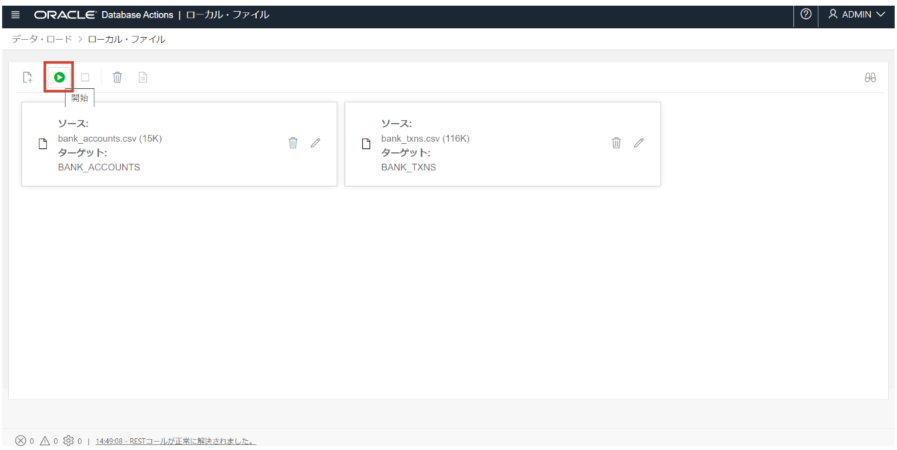 ORACLE Database Actions | ローカル・ファイル
ADMIN
データ・ロード > ローカル・ファイル
開始
ソース:
bank_accounts.csv (15K)
ターゲット:
BANK_ACCOUNTS
ソース:
bank_txns.csv (116K)
ターゲット:
BANK_TXNS
0 0 0 | 14:49:08 - RESTコールが正常に解決されました。